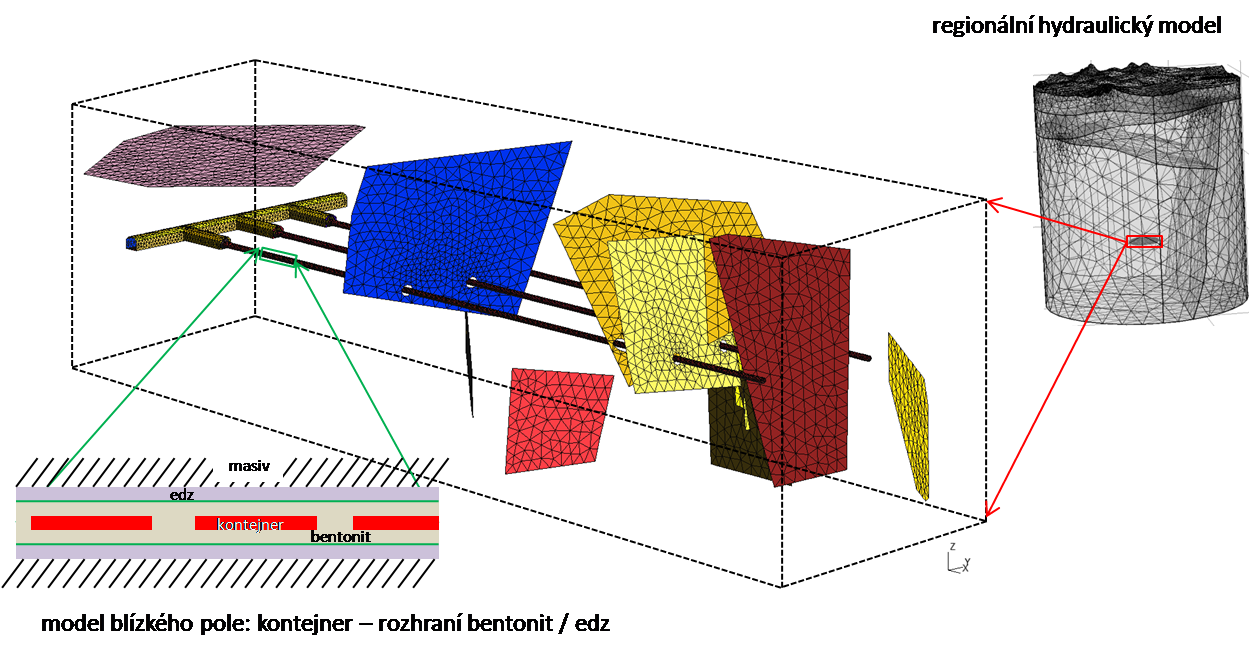 regionální hydraulický model
masiv
edz
kontejner
bentonit
z
y
x
model blízkého pole: kontejner – rozhraní bentonit / edz